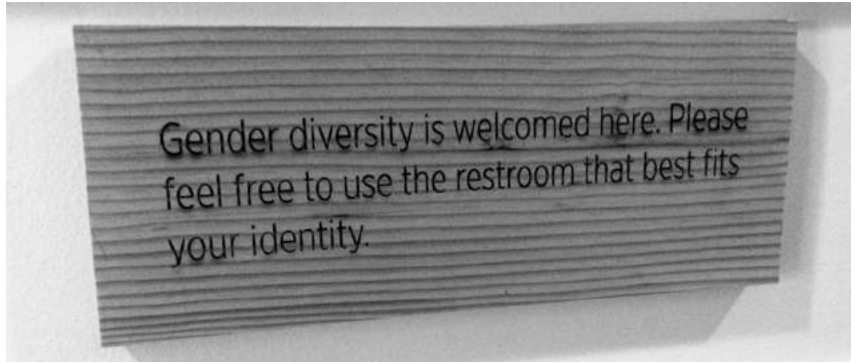 Gender diversity is welcomed here. Please
feel free to use the restroom that best fits
your identity.